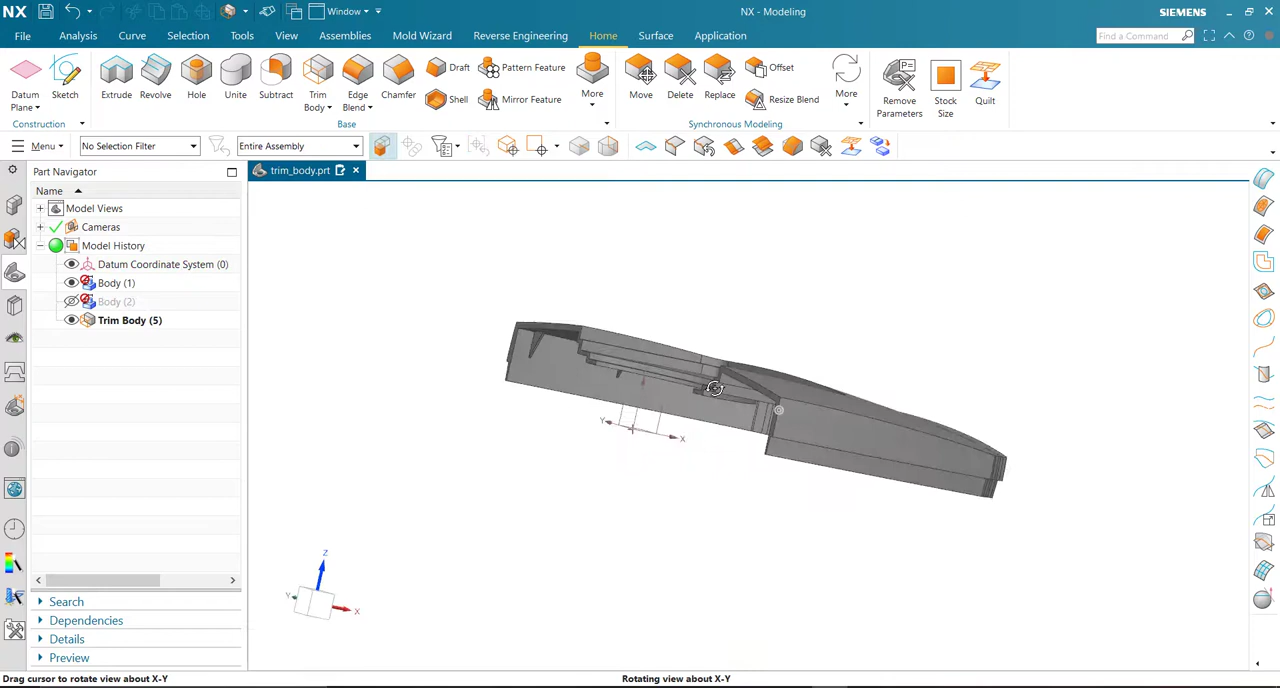 NX
Window
NX - Modeling
SIEMENS
File
Analysis
Curve
Selection
Tools
View
Assemblies
Mold Wizard
Reverse Engineering
Home
Surface
Application
Find a Command
Datum Plane
Sketch
Extrude
Revolve
Hole
Unite
Subtract
Trim Body
Edge Blend
Chamfer
Draft
Shell
Pattern Feature
Mirror Feature
More
Move
Delete
Replace
Offset
Resize Blend
More
Remove Parameters
Stock Size
Quilt
Construction
Base
Synchronous Modeling
Menu
No Selection Filter
Entire Assembly
Part Navigator
trim_body.prt
Name
Model Views
Cameras
Model History
Datum Coordinate System (0)
Body (1)
Body (2)
Trim Body (5)
Y
X
Z
Y
X
Search
Dependencies
Details
Preview
Drag cursor to rotate view about X-Y
Rotating view about X-Y